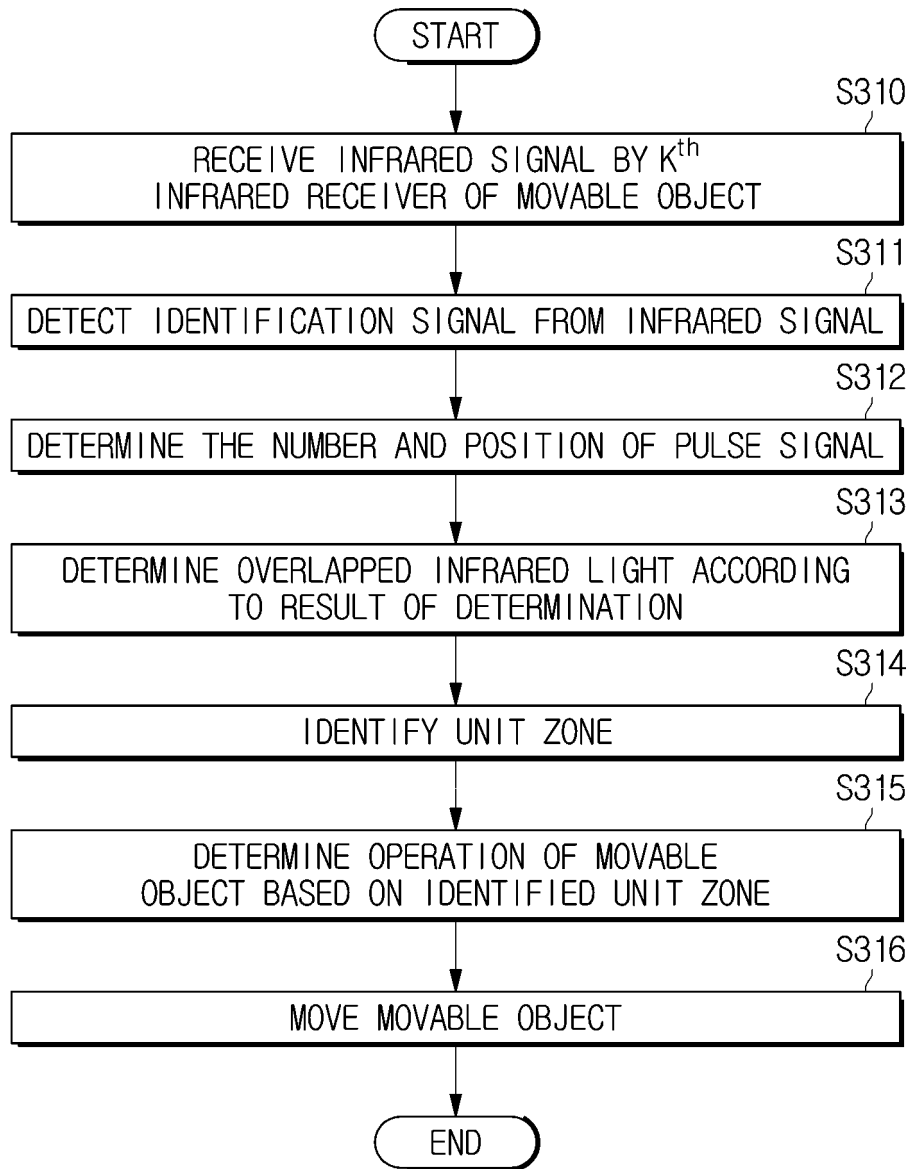 START
S310
RECEIVE INFRARED SIGNAL BY Kth
INFRARED RECEIVER OF MOVABLE OBJECT
S311
DETECT IDENTIFICATION SIGNAL FROM INFRARED SIGNAL
S312
DETERMINE THE NUMBER AND POSITION OF PULSE SIGNAL
S313
DETERMINE OVERLAPPED INFRARED LIGHT ACCORDING
TO RESULT OF DETERMINATION
S314
IDENTIFY UNIT ZONE
S315
DETERMINE OPERATION OF MOVABLE
OBJECT BASED ON IDENTIFIED UNIT ZONE
S316
MOVE MOVABLE OBJECT
END